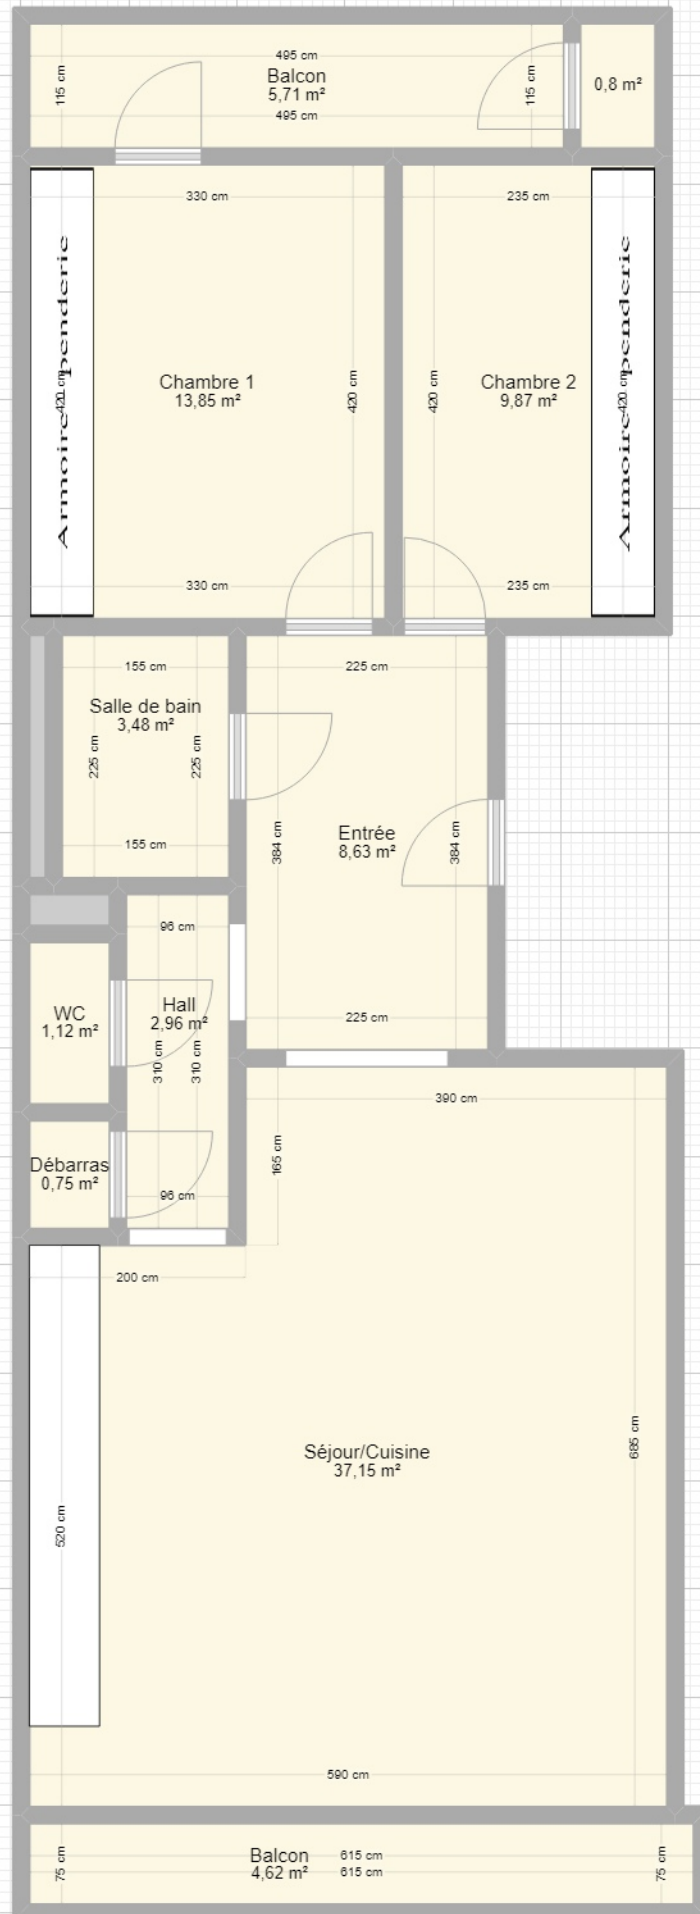 495 cm
115 cm
Balcon
5,71 m²
115 cm
0,8 m²
495 cm
330 cm
235 cm
Armoire penderie
420 cm
Chambre 1
13,85 m²
420 cm
420 cm
Chambre 2
9,87 m²
Armoire penderie
420 cm
330 cm
235 cm
155 cm
225 cm
Salle de bain
3,48 m²
225 cm
225 cm
155 cm
384 cm
Entrée
8,63 m²
384 cm
96 cm
WC
1,12 m²
Hall
2,96 m²
225 cm
310 cm
310 cm
390 cm
Débarras
0,75 m²
165 cm
96 cm
200 cm
Séjour/Cuisine
37,15 m²
685 cm
520 cm
590 cm
75 cm
Balcon
4,62 m²
615 cm
615 cm
75 cm